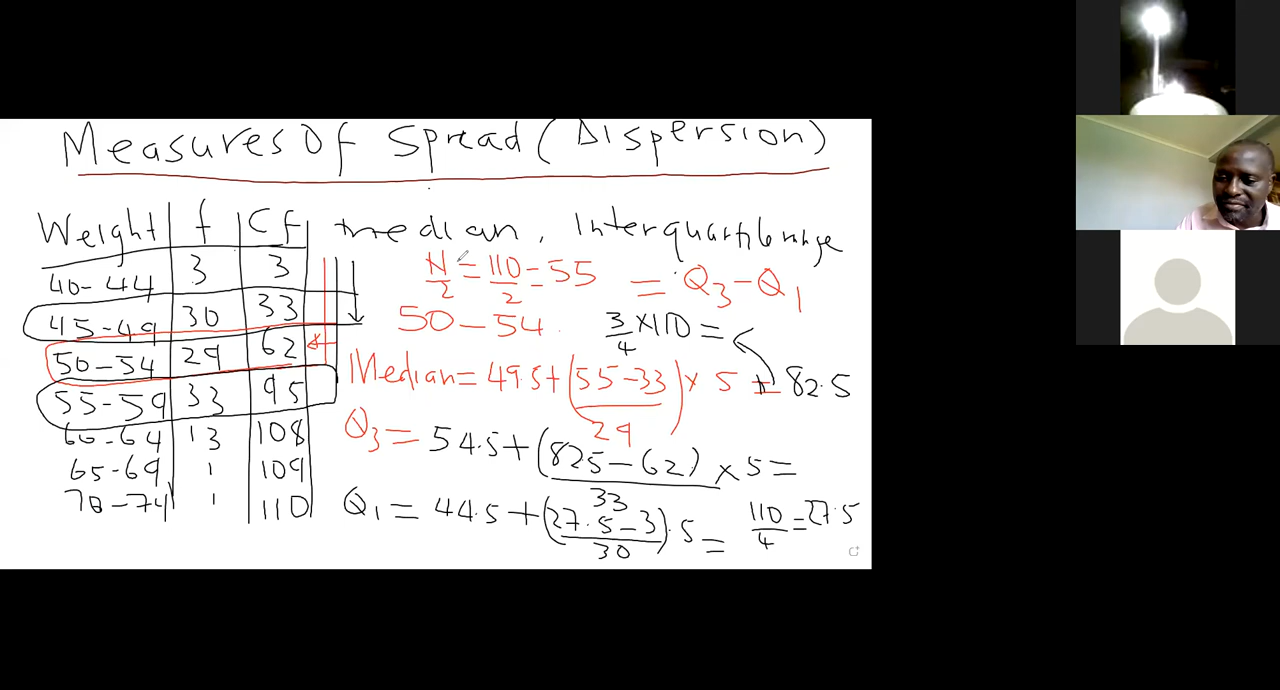 Measures Of Spread (Dispersion)
Weight f Cf
40-44 3 3
45-49 30 33
50-54 29 62
55-59 33 95
60-64 13 108
65-69 1 109
70-74 1 110
median, Interquartile range
N/2 = 110/2 = 55 = Q3 - Q1
50-54 3/4 × 110 =
82.5
Median = 49.5 + (55-33)/29 × 5 =
Q3 = 54.5 + (825-62)/33 × 5 =
Q1 = 44.5 + (27.5-3)/30 . 5 = 110/4 = 27.5